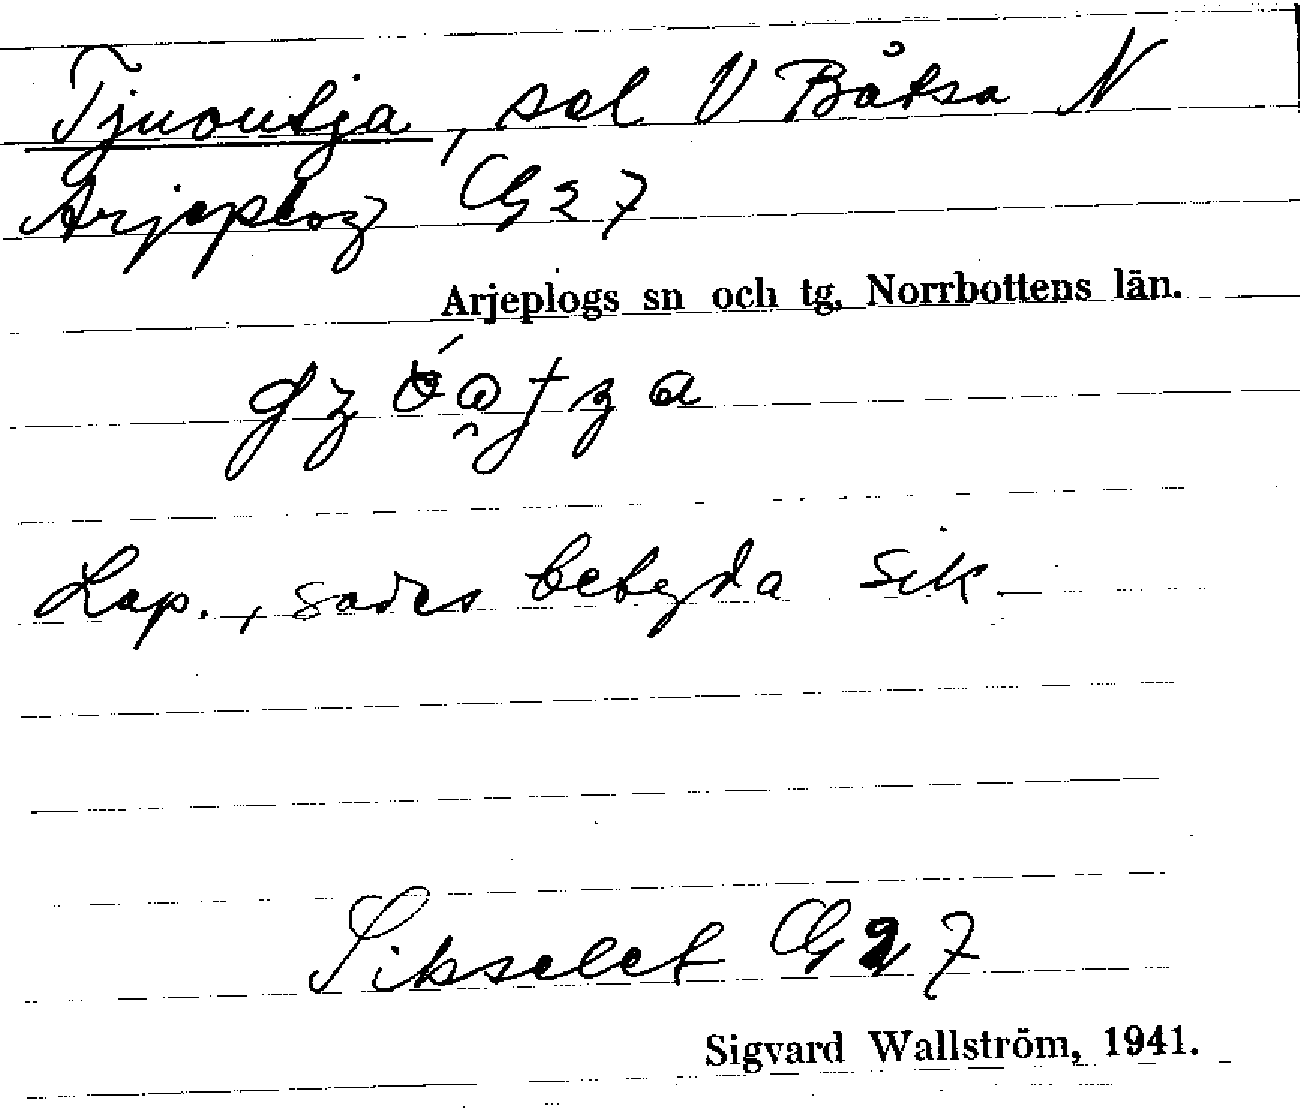 Tjuoutja, sel V Båtsa N
Arjeplog G27
Arjeplogs sn och tg, Norrbottens län.
Lap., sades betyda sik.
Sikselet G27
Sigvard Wallström, 1941.